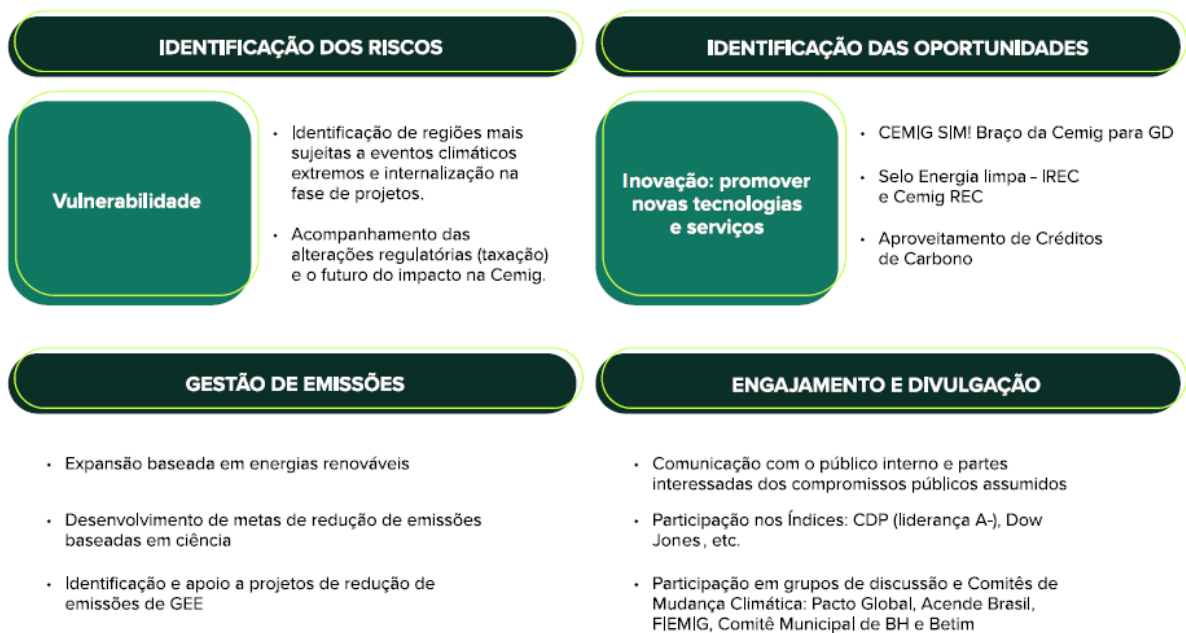 IDENTIFICAÇÃO DOS RISCOS
Vulnerabilidade
• Identificação de regiões mais
sujeitas a eventos climáticos
extremos e internalização na
fase de projetos.
• Acompanhamento das
alterações regulatórias (taxação)
e o futuro do impacto na Cemig.
IDENTIFICAÇÃO DAS OPORTUNIDADES
Inovação: promover
novas tecnologias
e serviços
• CEMIG SIM! Braço da Cemig para GD
• Selo Energia limpa - IREC
e Cemig REC
• Aproveitamento de Créditos
de Carbono
GESTÃO DE EMISSÕES
• Expansão baseada em energias renováveis
• Desenvolvimento de metas de redução de emissões
baseadas em ciência
• Identificação e apoio a projetos de redução de
emissões de GEE
ENGAJAMENTO E DIVULGAÇÃO
• Comunicação com o público interno e partes
interessadas dos compromissos públicos assumidos
• Participação nos Índices: CDP (liderança A-), Dow
Jones, etc.
• Participação em grupos de discussão e Comitês de
Mudança Climática: Pacto Global, Acende Brasil,
FIEMIG, Comitê Municipal de BH e Betim